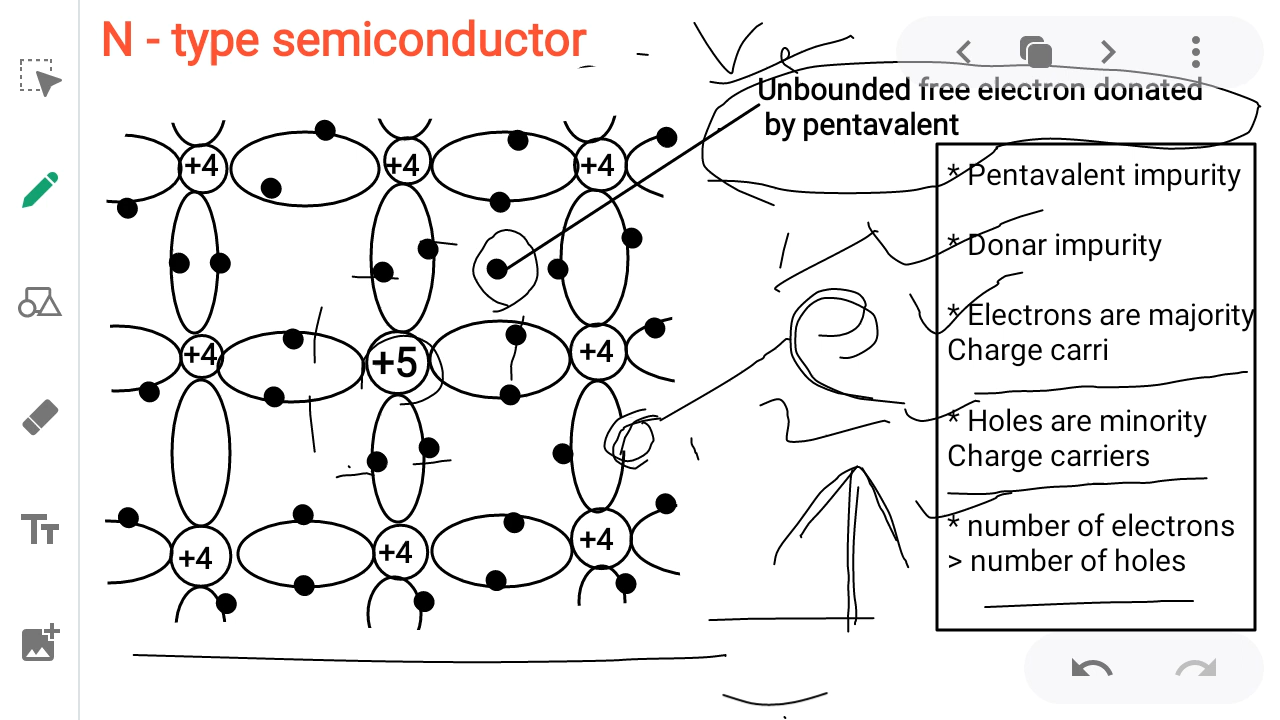 N - type semiconductor
Unbounded free electron donated
by pentavalent
+4 +4 +4
* Pentavalent impurity
* Donar impurity
* Electrons are majority
Charge carri
+4 +5 +4
* Holes are minority
Charge carriers
+4 +4 +4
* number of electrons
> number of holes
Tт